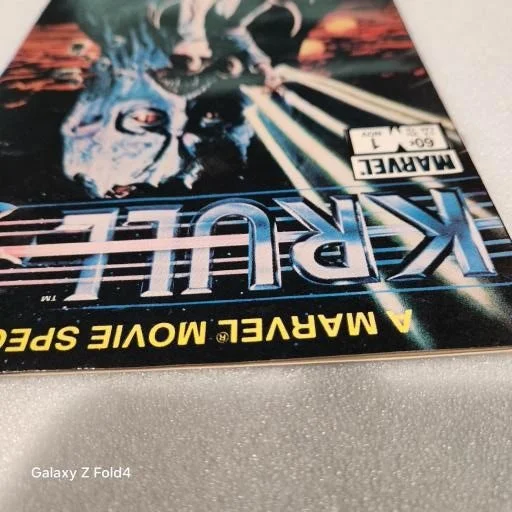 A MARVEL® MOVIE SPEC
KRULL
TM
MARVEL
60¢ 1
NOV
Galaxy Z Fold4